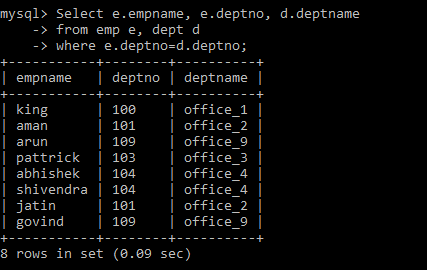 mysql> Select e.empname, e.deptno, d.deptname
    -> from emp e, dept d
    -> where e.deptno=d.deptno;
+-----------+--------+----------+
| empname   | deptno | deptname |
+-----------+--------+----------+
| king      | 100    | office_1 |
| aman      | 101    | office_2 |
| arun      | 109    | office_9 |
| pattrick  | 103    | office_3 |
| abhishek  | 104    | office_4 |
| shivendra | 104    | office_4 |
| jatin     | 101    | office_2 |
| govind    | 109    | office_9 |
+-----------+--------+----------+
8 rows in set (0.09 sec)